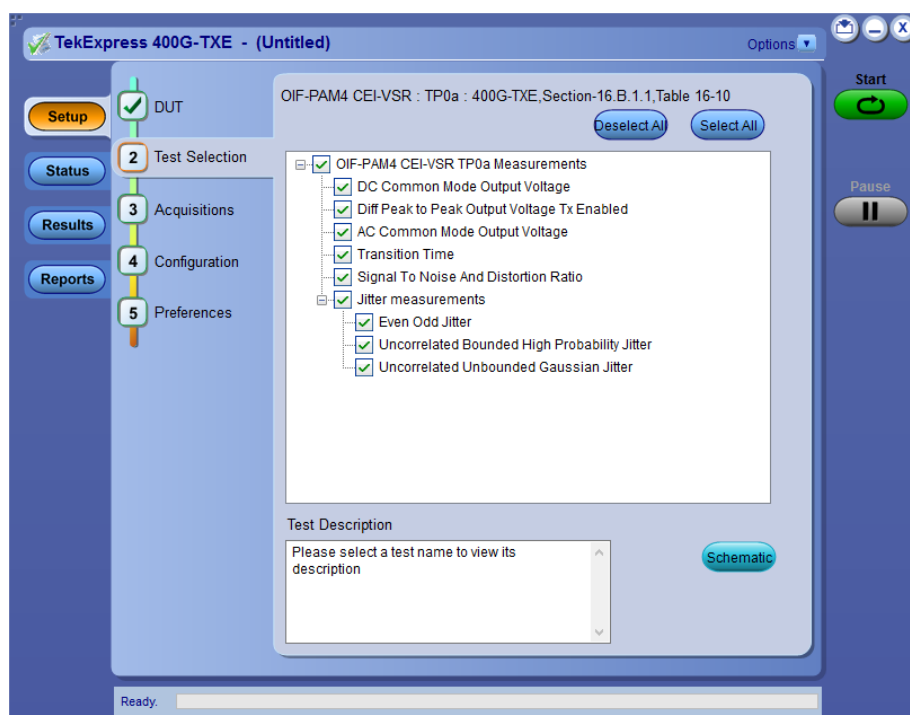 TekExpress 400G-TXE - (Untitled)
Options
X
Setup
Status
Results
Reports
DUT
2 Test Selection
3 Acquisitions
4 Configuration
5 Preferences
OIF-PAM4 CEI-VSR : TP0a : 400G-TXE,Section-16.B.1.1,Table 16-10
Deselect All
Select All
OIF-PAM4 CEI-VSR TP0a Measurements
DC Common Mode Output Voltage
Diff Peak to Peak Output Voltage Tx Enabled
AC Common Mode Output Voltage
Transition Time
Signal To Noise And Distortion Ratio
Jitter measurements
Even Odd Jitter
Uncorrelated Bounded High Probability Jitter
Uncorrelated Unbounded Gaussian Jitter
Test Description
Please select a test name to view its
description
Schematic
Start
Pause
Ready.